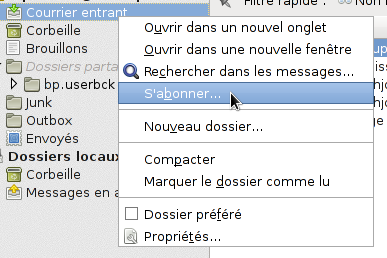 Filtre rapide :
Courrier entrant
Corbeille
Brouillons
Dossiers parta
bp.userbck
Junk
Outbox
Envoyés
Dossiers locaux
Corbeille
Messages en a
Ouvrir dans un nouvel onglet
Ouvrir dans une nouvelle fenêtre
Rechercher dans les messages...
S'abonner...
Nouveau dossier...
Compacter
Marquer le dossier comme lu
Dossier préféré
Propriétés...